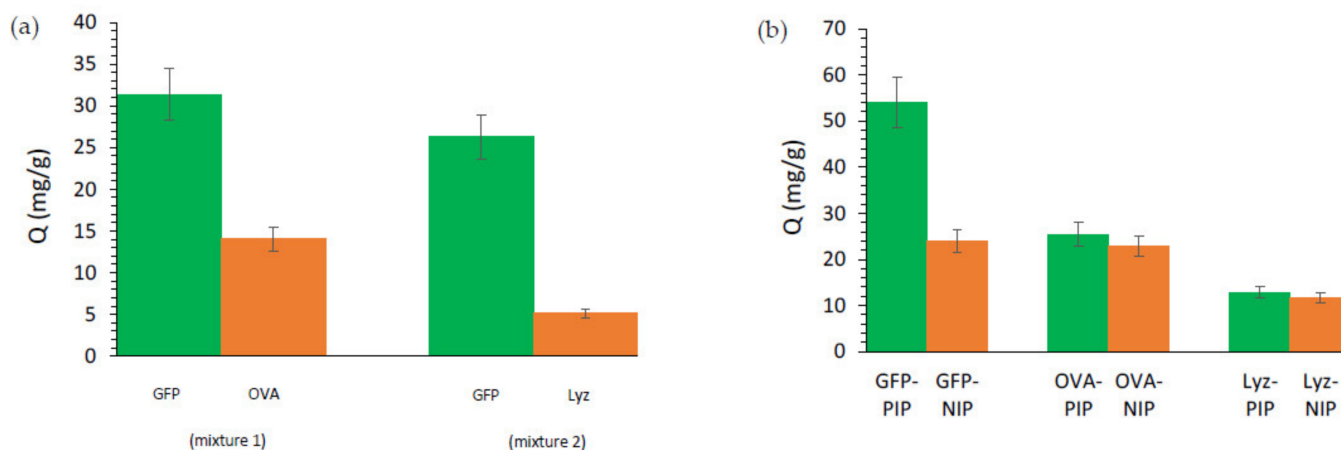 (a)
Q (mg/g)
40
35
30
25
20
15
10
5
0
GFP OVA GFP Lyz
(mixture 1) (mixture 2)
(b)
Q (mg/g)
70
60
50
40
30
20
10
0
GFP- GFP- OVA- OVA- Lyz- Lyz-
PIP NIP PIP NIP PIP NIP